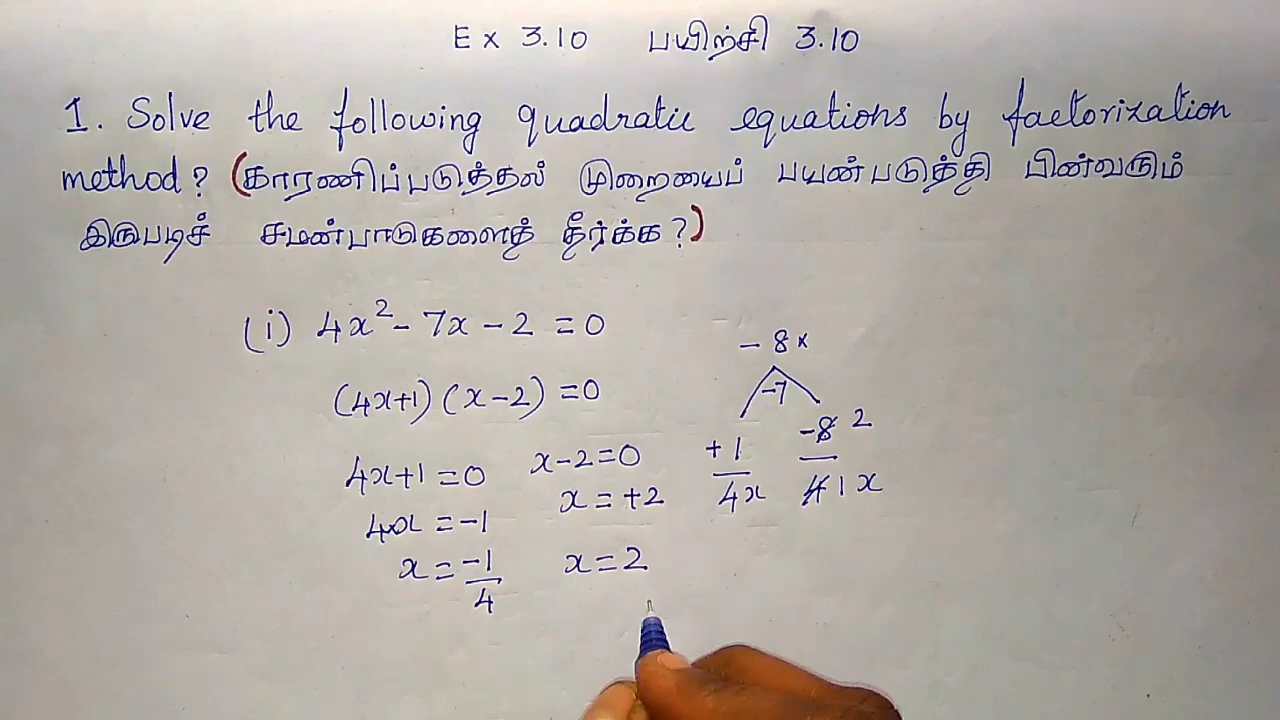 Ex 3.10 பயிற்சி 3.10
1. Solve the following quadratic equations by factorization
method? (காரணிப்படுத்தல் முறையைப் பயன்படுத்தி பின்வரும்
இருபடிச் சமன்பாடுகளைத் தீர்க்க?)
(i) 4x² - 7x - 2 = 0
- 8 x
(4x+1) (x-2) = 0
-7
4x+1 = 0 x-2=0 +1/4x -8/4 2 1x
4x = -1 x = +2
x = -1/4 x = 2